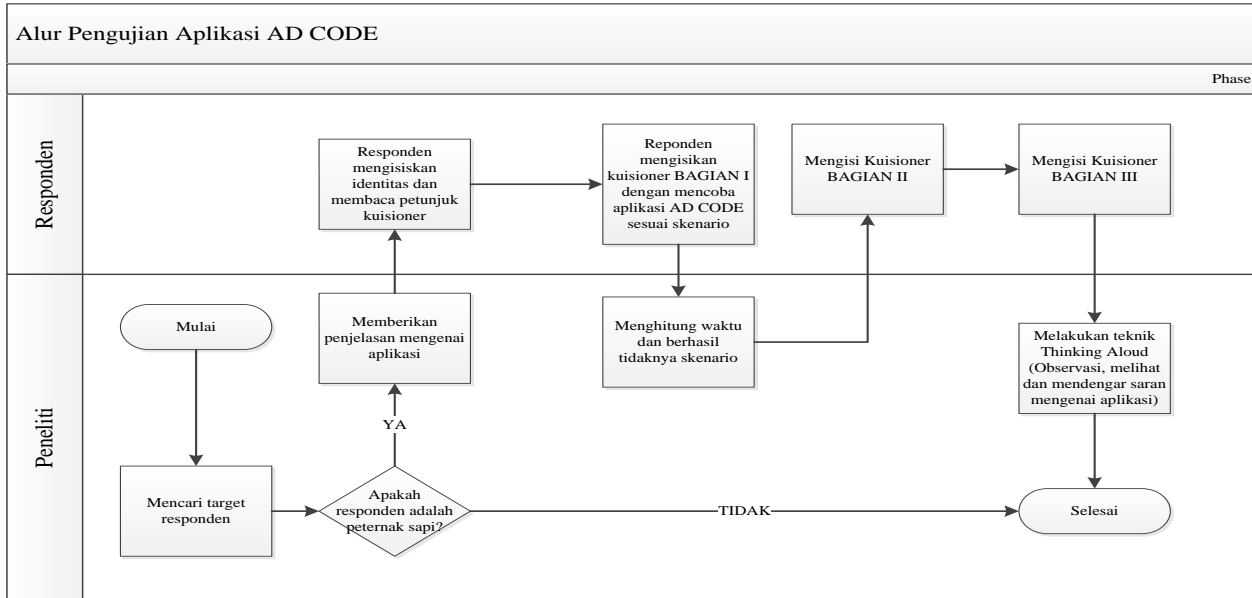 Alur Pengujian Aplikasi AD CODE
Phase
Responden
Responden
mengisiskan
identitas dan
membaca petunjuk
kuisioner
Reponden
mengisikan
kuisioner BAGIAN I
dengan mencoba
aplikasi AD CODE
sesuai skenario
Mengisi Kuisioner
BAGIAN II
Mengisi Kuisioner
BAGIAN III
Peneliti
Mulai
Memberikan
penjelasan mengenai
aplikasi
Menghitung waktu
dan berhasil
tidaknya skenario
Melakukan teknik
Thinking Aloud
(Observasi, melihat
dan mendengar saran
mengenai aplikasi)
YA
Mencari target
responden
Apakah
responden adalah
peternak sapi?
TIDAK
Selesai